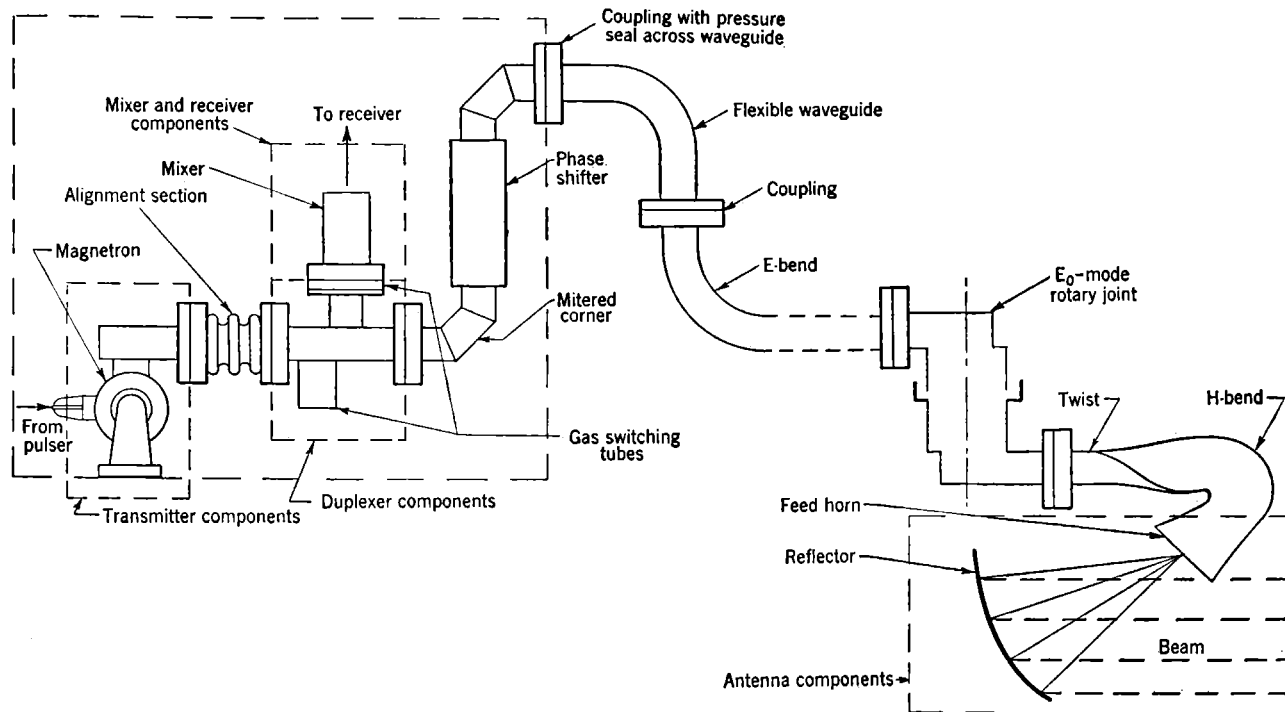 Coupling with pressure
seal across waveguide
Mixer and receiver
components
To receiver
Flexible waveguide
Mixer
Phase
shifter
Alignment section
Coupling
Magnetron
E-bend
E₀-mode
rotary joint
Mitered
corner
From
pulser
Gas switching
tubes
Twist
H-bend
Duplexer components
Transmitter components
Feed horn
Reflector
Beam
Antenna components